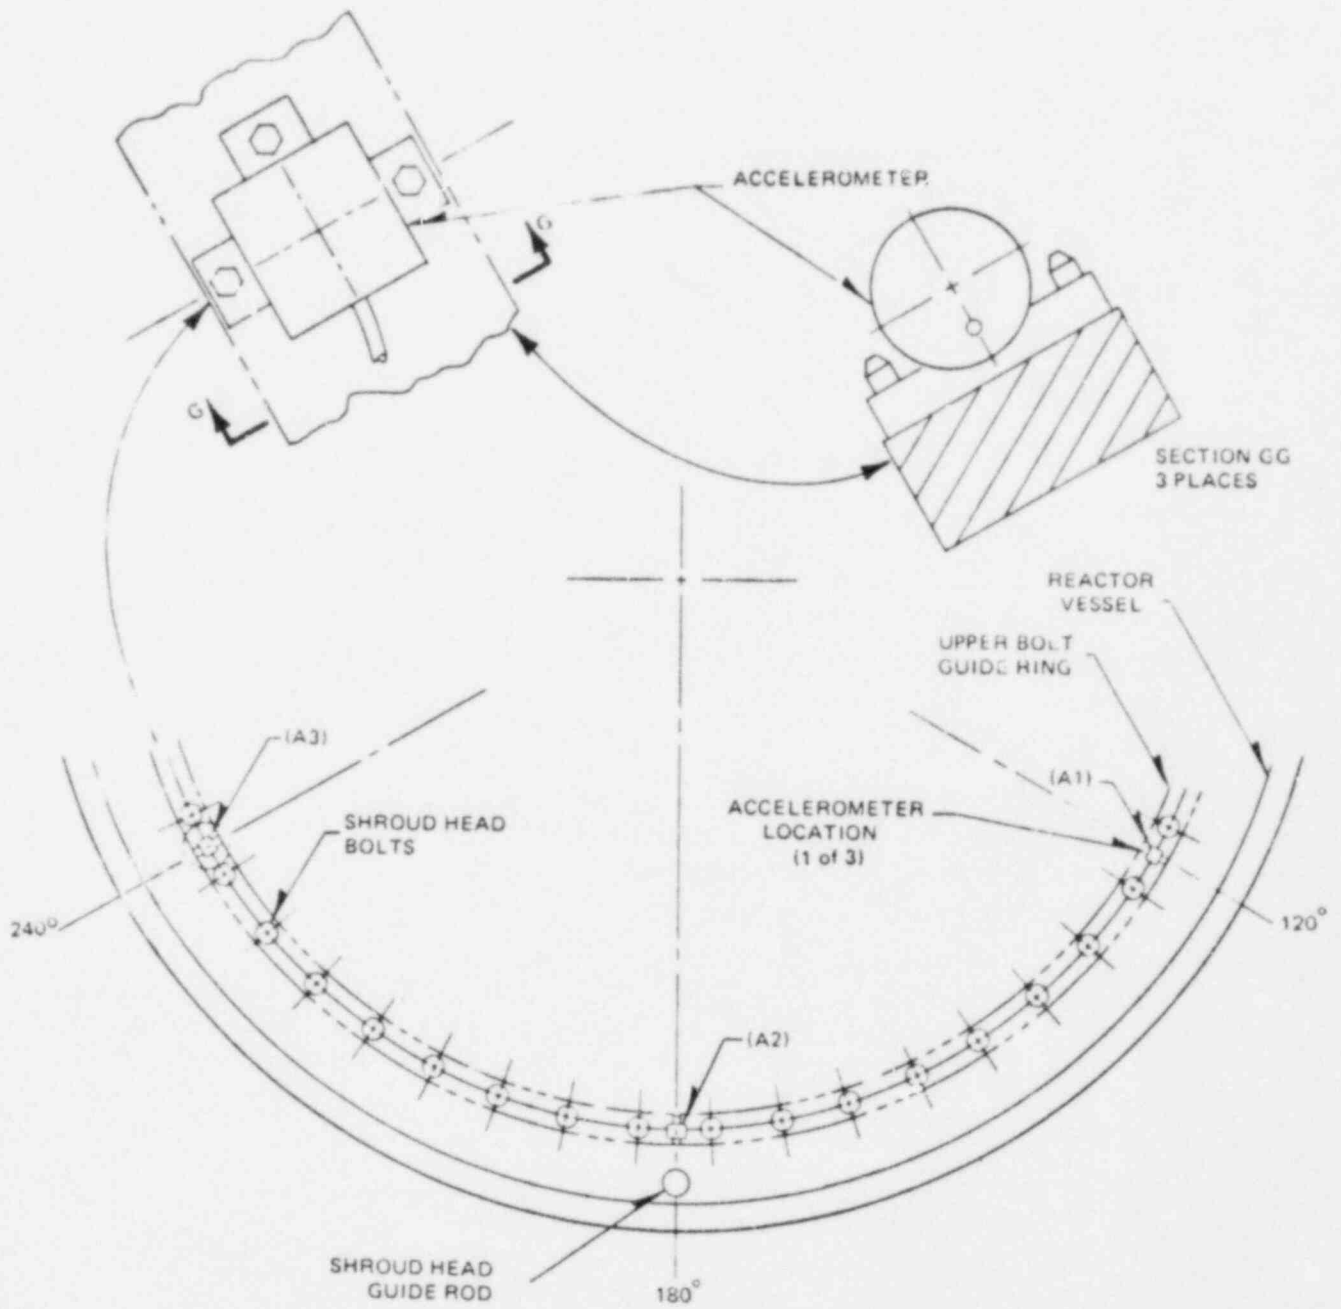 ACCELEROMETER
G
G
SECTION GG
3 PLACES
REACTOR
VESSEL
UPPER BOLT
GUIDE RING
(A3)
(A1)
ACCELEROMETER
LOCATION
(1 of 3)
SHROUD HEAD
BOLTS
240°
120°
(A2)
SHROUD HEAD
GUIDE ROD
180°